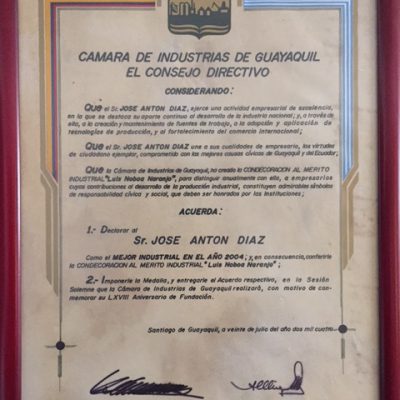 CAMARA DE INDUSTRIAS DE GUAYAQUIL
EL CONSEJO DIRECTIVO
CONSIDERANDO:
Que el Sr. JOSE ANTON DIAZ, ejerce una actividad empresarial de excelencia,
en la que se destaca su aporte continuo al desarrollo de la industria nacional; y, a través de
ella, a la creación y mantenimiento de fuentes de trabajo, a la adopción y aplicación de
tecnologías de producción, y al fortalecimiento del comercio internacional;
Que el Sr. JOSE ANTON DIAZ une a sus cualidades de empresario, las virtudes
de ciudadano ejemplar, comprometido con las mejores causas cívicas de Guayaquil y del Ecuador;
Que la Cámara de Industrias de Guayaquil, ha creado la CONDECORACION AL MERITO
INDUSTRIAL "Luis Noboa Naranjo", para distinguir anualmente con ella, a empresarios
cuyas contribuciones al desarrollo de la producción industrial, constituyen admirables símbolos
de responsabilidad cívica y social, que deben ser honrados por las Instituciones;
ACUERDA:
1.- Declarar al
Sr. JOSE ANTON DIAZ
Como el MEJOR INDUSTRIAL EN EL AÑO 2004; y, en consecuencia, conferirle
la CONDECORACION AL MERITO INDUSTRIAL "Luis Noboa Naranjo";
2.- Imponerle la Medalla, y entregarle el Acuerdo respectivo, en la Sesión
Solemne que la Cámara de Industrias de Guayaquil realizará, con motivo de con-
memorar su LXVIII Aniversario de Fundación.
Santiago de Guayaquil, a veinte de julio del año dos mil cuatro